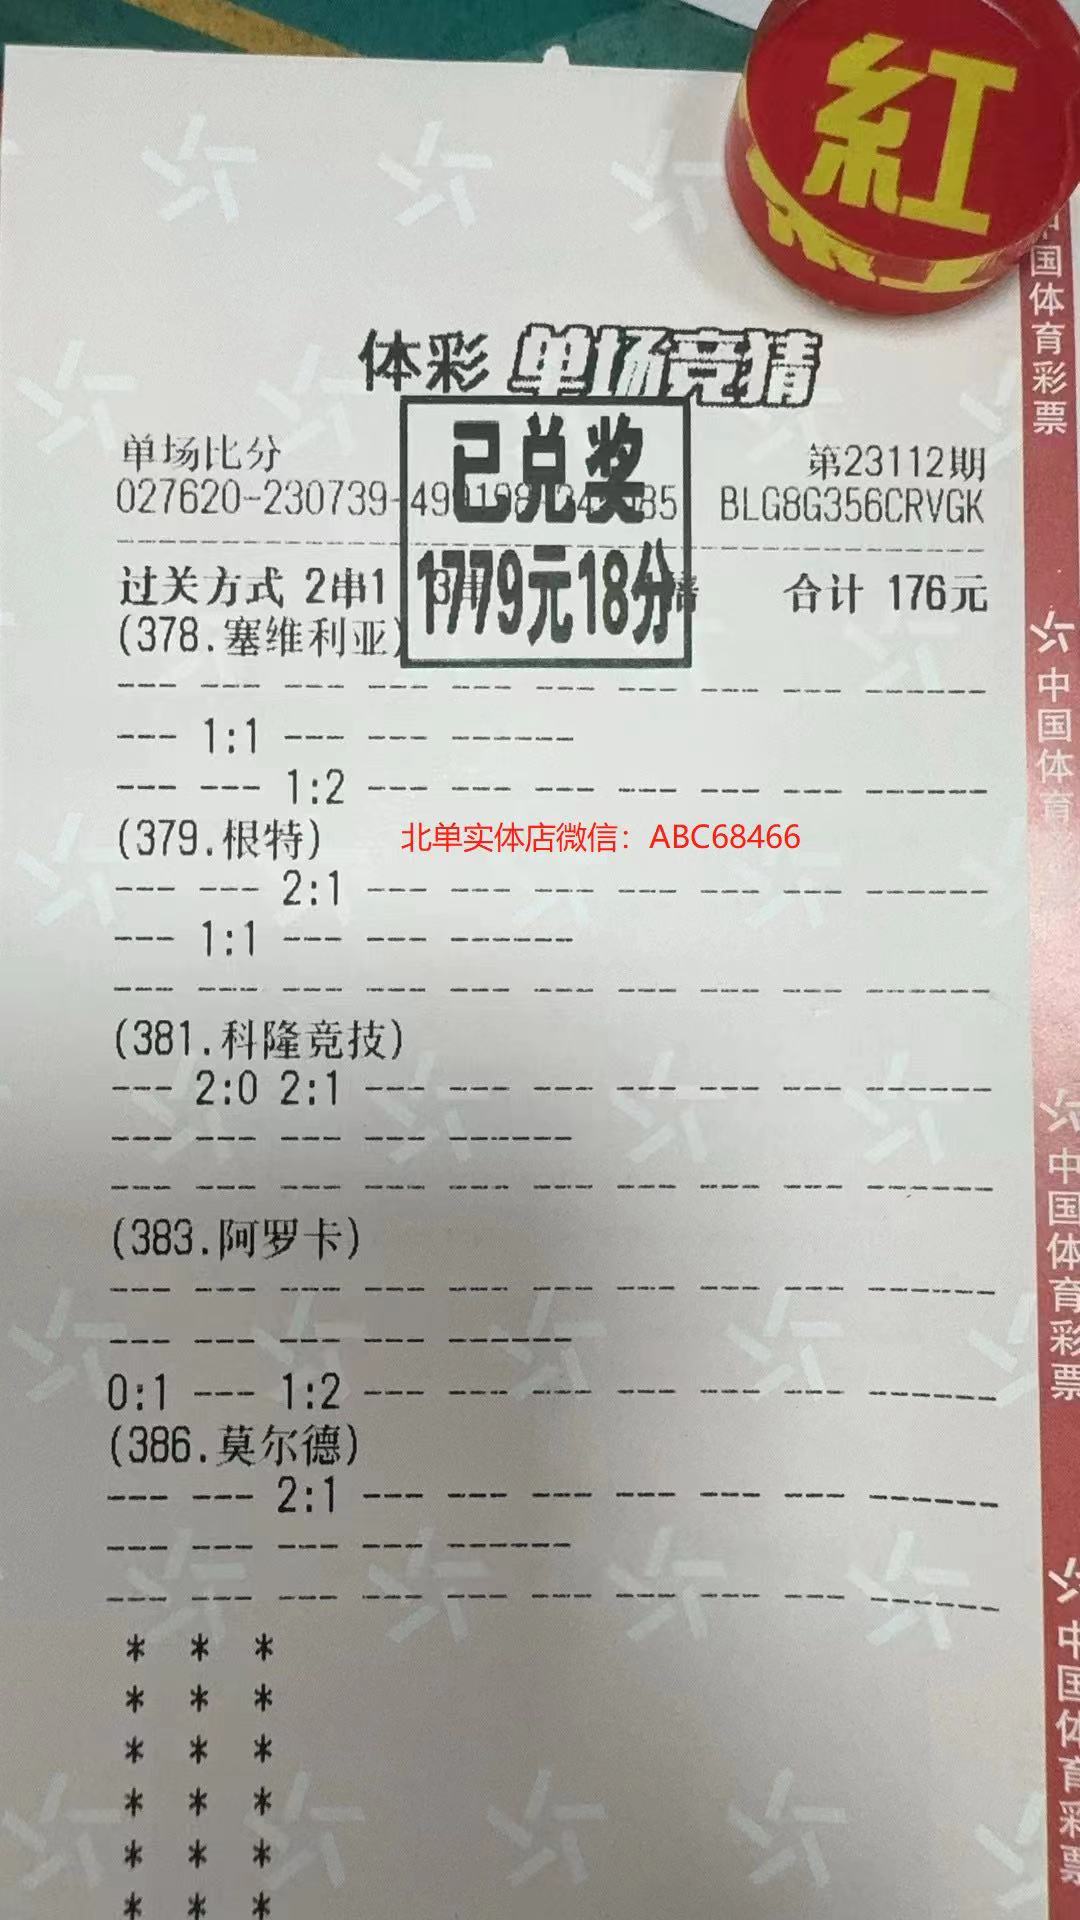 紅
体彩 单场竞猜
已兑奖
1779元18分
单场比分 第23112期
027620-230739-499198 BLG8G356CRVGK
过关方式 2串1 合计 176元
(378.塞维利亚)
--- --- --- --- --- --- --- --- --- ------
--- 1:1 --- --- ------
--- --- 1:2 --- --- --- --- --- --- ------
(379.根特)
北单实体店微信：ABC68466
--- --- 2:1 --- --- --- --- --- --- ------
--- 1:1 --- --- ------
--- --- --- --- --- --- --- --- --- ------
(381.科隆竞技)
--- 2:0 2:1 --- --- --- --- --- --- ------
--- --- --- --- ------
--- --- --- --- --- --- --- --- --- ------
(383.阿罗卡)
--- --- --- --- --- --- --- --- --- ------
--- --- --- --- ------
0:1 --- 1:2 --- --- --- --- --- --- ------
(386.莫尔德)
--- --- 2:1 --- --- --- --- --- --- ------
--- --- --- --- ------
--- --- --- --- --- --- --- --- --- ------
* * *
* * *
* * *
* * *
* * *
* * *
中国体育彩票
中国体育
中国体育彩票
中国体育彩票